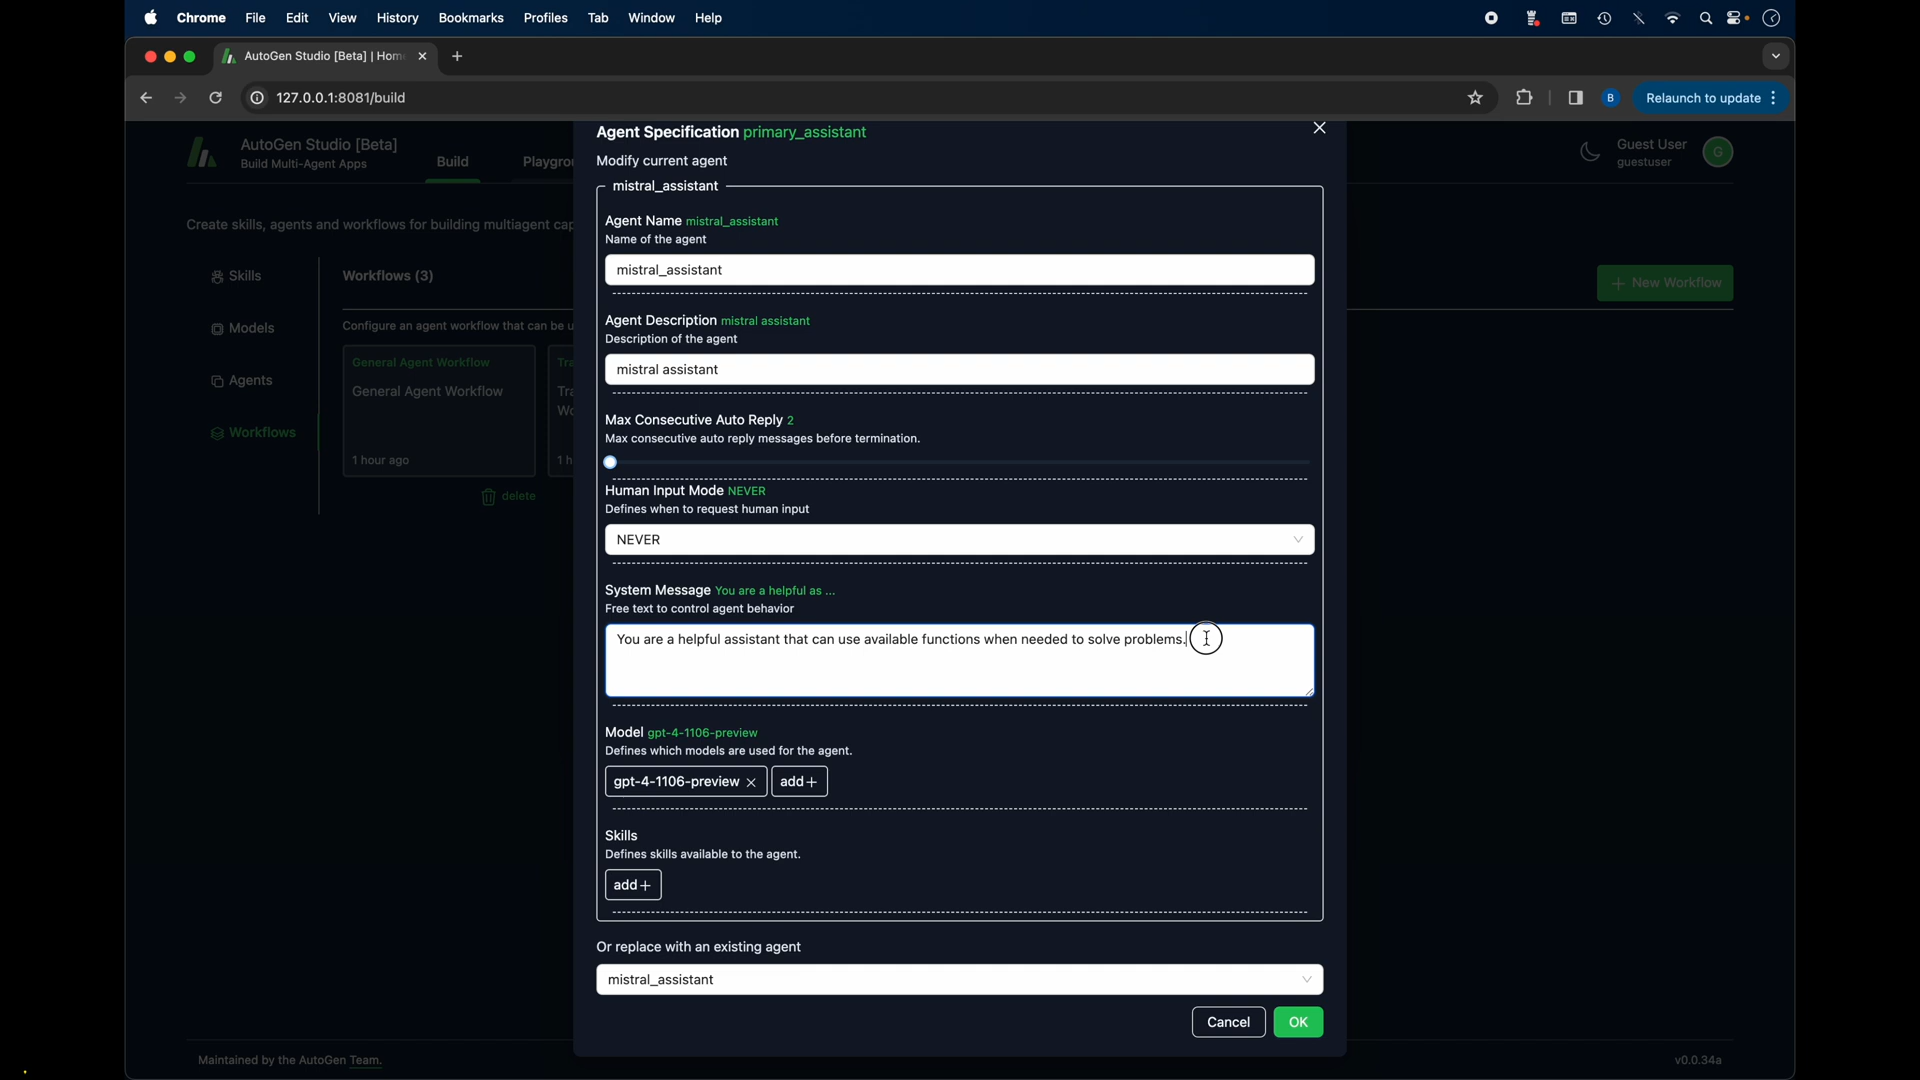 Chrome File Edit View History Bookmarks Profiles Tab Window Help
AutoGen Studio [Beta] | Hom
127.0.0.1:8081/build
B
Relaunch to update
AutoGen Studio [Beta]
Build Multi-Agent Apps
Build
Playgrou
Guest User
guestuser
G
Create skills, agents and workflows for building multiagent cap
Skills
Models
Agents
Workflows
Workflows (3)
New Workflow
Configure an agent workflow that can be u
General Agent Workflow
General Agent Workflow
1 hour ago
delete
Tra
Tra
Wo
1 h
Agent Specification primary_assistant
Modify current agent
mistral_assistant
Agent Name mistral_assistant
Name of the agent
mistral_assistant
Agent Description mistral assistant
Description of the agent
mistral assistant
Max Consecutive Auto Reply 2
Max consecutive auto reply messages before termination.
Human Input Mode NEVER
Defines when to request human input
NEVER
System Message You are a helpful as ...
Free text to control agent behavior
You are a helpful assistant that can use available functions when needed to solve problems.
Model gpt-4-1106-preview
Defines which models are used for the agent.
gpt-4-1106-preview
add+
Skills
Defines skills available to the agent.
add+
Or replace with an existing agent
mistral_assistant
Cancel
OK
Maintained by the AutoGen Team.
v0.0.34a